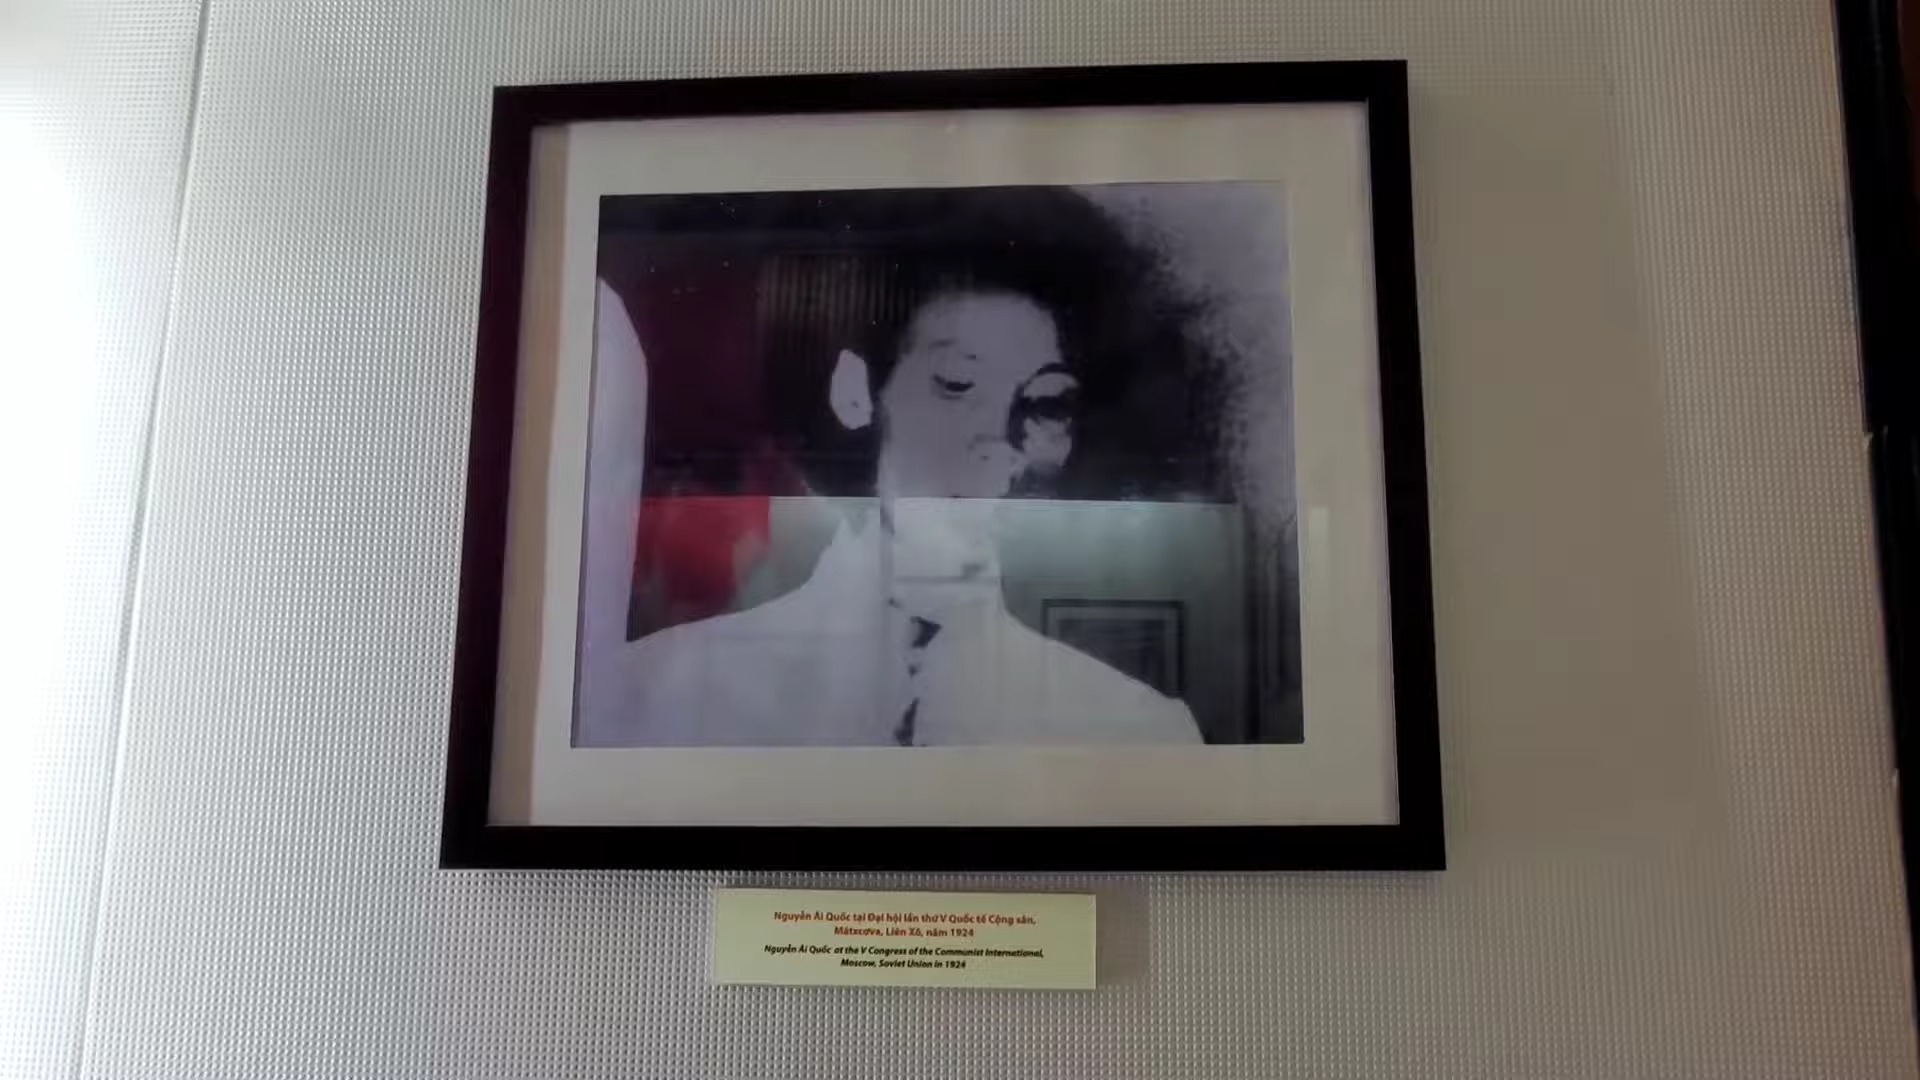 Nguyễn Ái Quốc tại Đại hội lần thứ V Quốc tế Cộng sản,
Mátxcơva, Liên Xô, năm 1924
Nguyễn Ái Quốc at the V Congress of the Communist International,
Moscow, Soviet Union in 1924